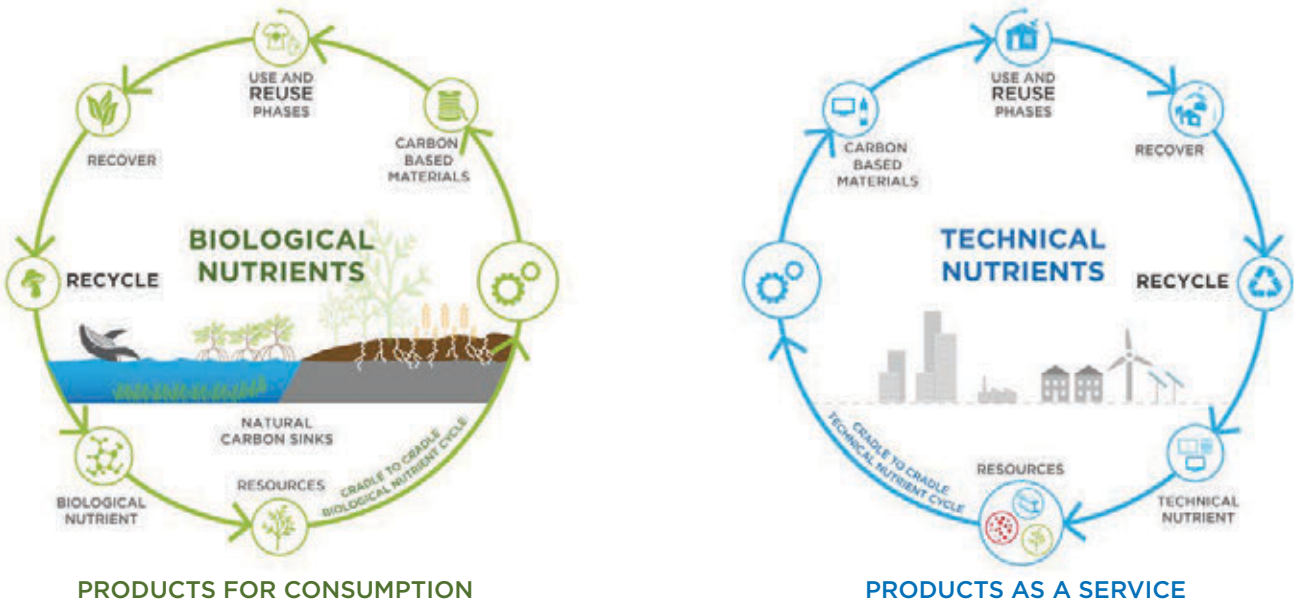 USE AND
REUSE
PHASES
RECOVER
CARBON
BASED
MATERIALS
BIOLOGICAL
NUTRIENTS
RECYCLE
NATURAL
CARBON SINKS
BIOLOGICAL
NUTRIENT
RESOURCES
CRADLE TO CRADLE
BIOLOGICAL NUTRIENT CYCLE
PRODUCTS FOR CONSUMPTION
USE AND
REUSE
PHASES
CARBON
BASED
MATERIALS
RECOVER
TECHNICAL
NUTRIENTS
RECYCLE
CRADLE TO CRADLE
TECHNICAL NUTRIENT CYCLE
RESOURCES
TECHNICAL
NUTRIENT
PRODUCTS AS A SERVICE